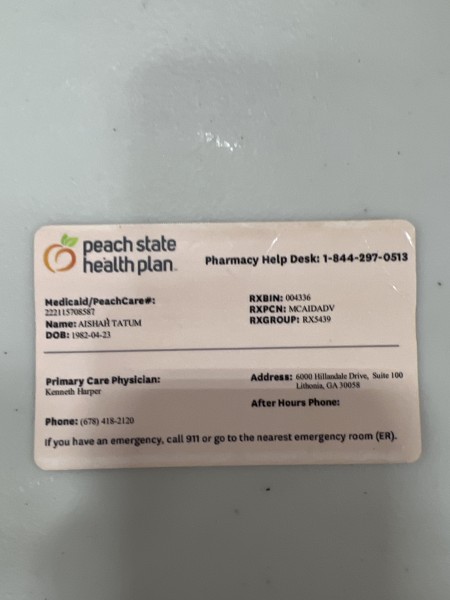 peach state
health plan™
Pharmacy Help Desk: 1-844-297-0513
Medicaid/PeachCare#:
222115708587
Name: AISHAH TATUM
DOB: 1982-04-23
RXBIN: 004336
RXPCN: MCAIDADV
RXGROUP: RX5439
Primary Care Physician:
Kenneth Harper
Phone: (678) 418-2120
Address: 6000 Hillandale Drive, Suite 100
Lithonia, GA 30058
After Hours Phone:
If you have an emergency, call 911 or go to the nearest emergency room (ER).